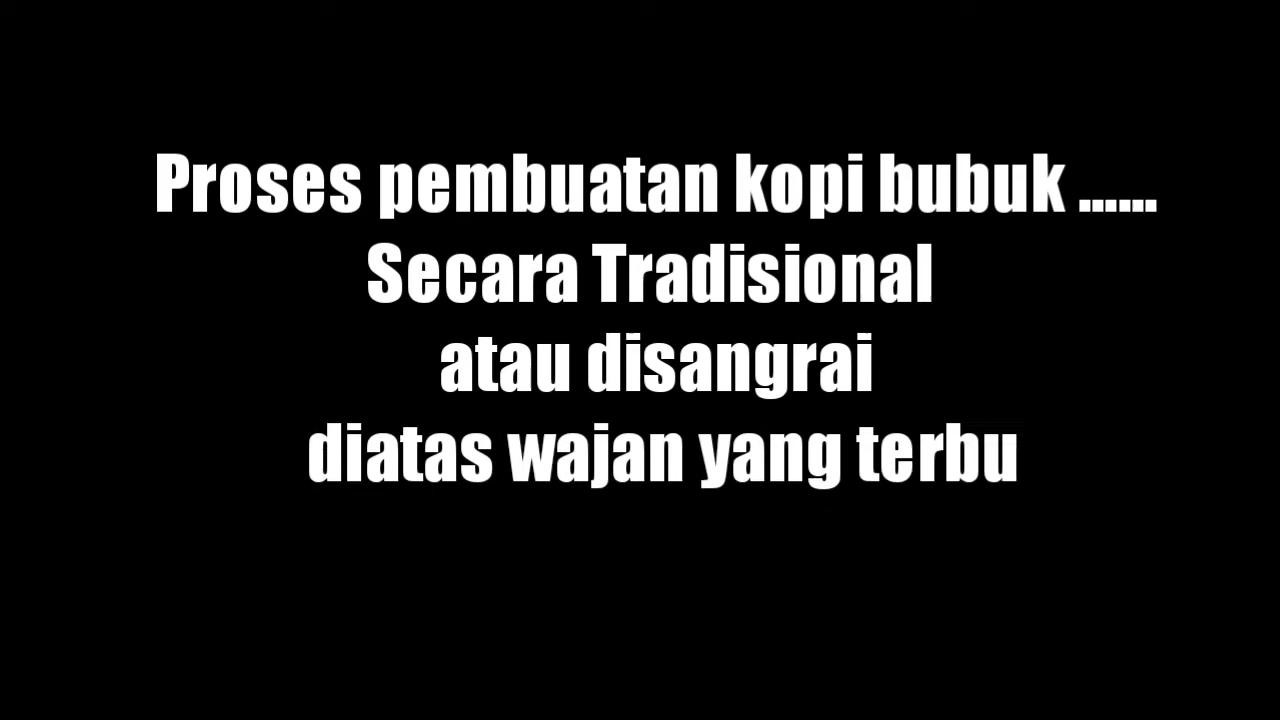 Proses pembuatan kopi bubuk ......
Secara Tradisional
atau disangrai
diatas wajan yang terbu